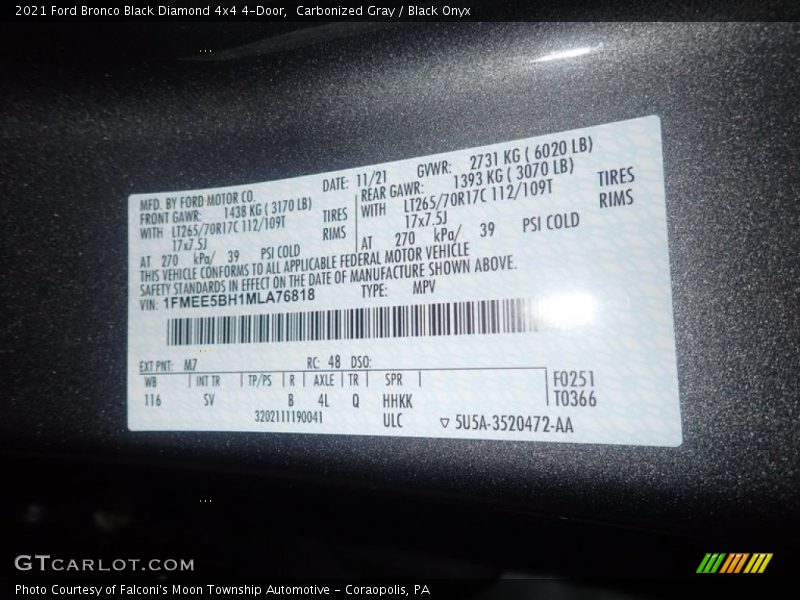 2021 Ford Bronco Black Diamond 4x4 4-Door,  Carbonized Gray / Black Onyx
MFD. BY FORD MOTOR CO. DATE: 11/21 GVWR: 2731 KG ( 6020 LB)
FRONT GAWR: 1438 KG ( 3170 LB) REAR GAWR: 1393 KG ( 3070 LB)
WITH LT265/70R17C 112/109T TIRES WITH LT265/70R17C 112/109T TIRES
17x7.5J RIMS 17x7.5J RIMS
AT 270 kPa/ 39 PSI COLD AT 270 kPa/ 39 PSI COLD
THIS VEHICLE CONFORMS TO ALL APPLICABLE FEDERAL MOTOR VEHICLE
SAFETY STANDARDS IN EFFECT ON THE DATE OF MANUFACTURE SHOWN ABOVE.
VIN: 1FMEE5BH1MLA76818 TYPE: MPV
EXT PNT: M7 RC: 48 DSO:
WB INT TR TP/PS R AXLE TR SPR F0251
116 SV B 4L Q HHKK T0366
3202111190041 ULC 5U5A-3520472-AA
GTCARLOT.COM
Photo Courtesy of Falconi's Moon Township Automotive - Coraopolis, PA